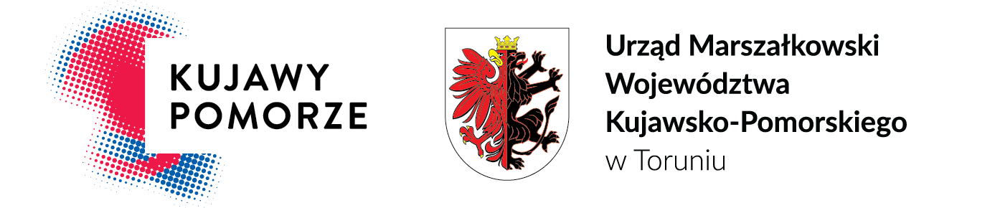 KUJAWY
POMORZE
Urząd Marszałkowski
Województwa
Kujawsko-Pomorskiego
w Toruniu